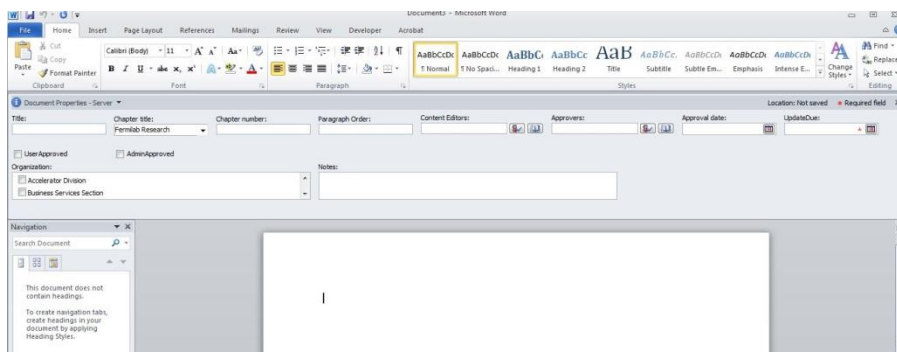 Document3 - Microsoft Word
File Home Insert Page Layout References Mailings Review View Developer Acrobat
Cut
Copy
Format Painter
Paste
Clipboard
Calibri (Body) 11
Font
Paragraph
AaBbCcDc AaBbCcDc AaBbCc AaBbCc AaB AaBbCc. AaBbCcDc AaBbCcDc AaBbCcDc
¶ Normal ¶ No Spaci... Heading 1 Heading 2 Title Subtitle Subtle Em... Emphasis Intense E...
Styles
Change Styles
Find
Replace
Select
Editing
Document Properties - Server
Location: Not saved * Required field
Title: Chapter title: Chapter number: Paragraph Order: Content Editors: Approvers: Approval date: UpdateDue:
Fermilab Research
UserApproved AdminApproved
Organization: Notes:
Accelerator Division
Business Services Section
Navigation
Search Document
This document does not
contain headings.
To create navigation tabs,
create headings in your
document by applying
Heading Styles.